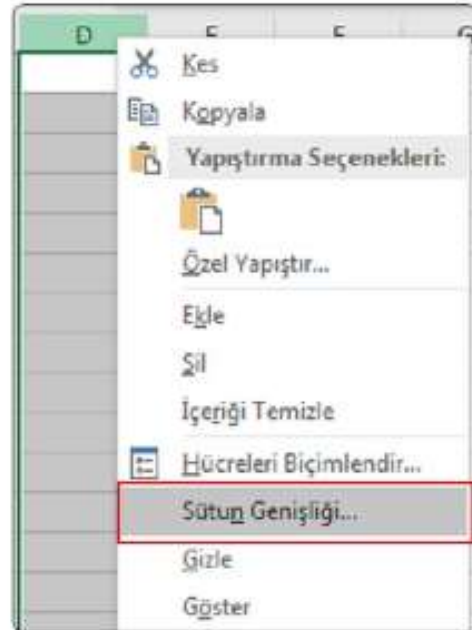 D
Kes
Kopyala
Yapıştırma Seçenekleri:
Özel Yapıştır...
Ekle
Sil
İçeriği Temizle
Hücreleri Biçimlendir...
Sütun Genişliği...
Gizle
Göster